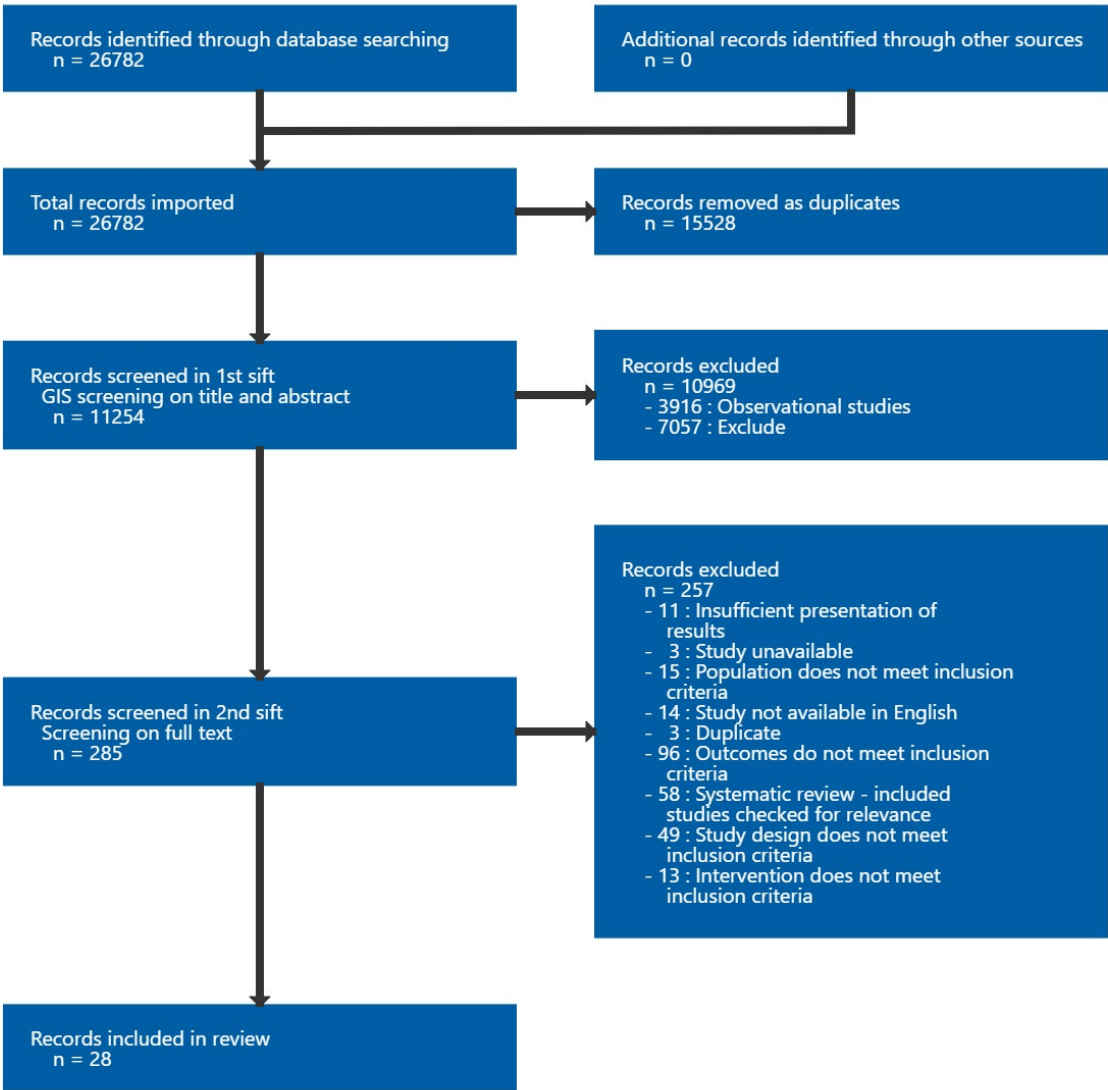 Records identified through database searching
n = 26782
Additional records identified through other sources
n = 0
Total records imported
n = 26782
Records removed as duplicates
n = 15528
Records screened in 1st sift
GIS screening on title and abstract
n = 11254
Records excluded
n = 10969
- 3916 : Observational studies
- 7057 : Exclude
Records screened in 2nd sift
Screening on full text
n = 285
Records excluded
n = 257
- 11 : Insufficient presentation of
results
- 3 : Study unavailable
- 15 : Population does not meet inclusion
criteria
- 14 : Study not available in English
- 3 : Duplicate
- 96 : Outcomes do not meet inclusion
criteria
- 58 : Systematic review - included
studies checked for relevance
- 49 : Study design does not meet
inclusion criteria
- 13 : Intervention does not meet
inclusion criteria
Records included in review
n = 28